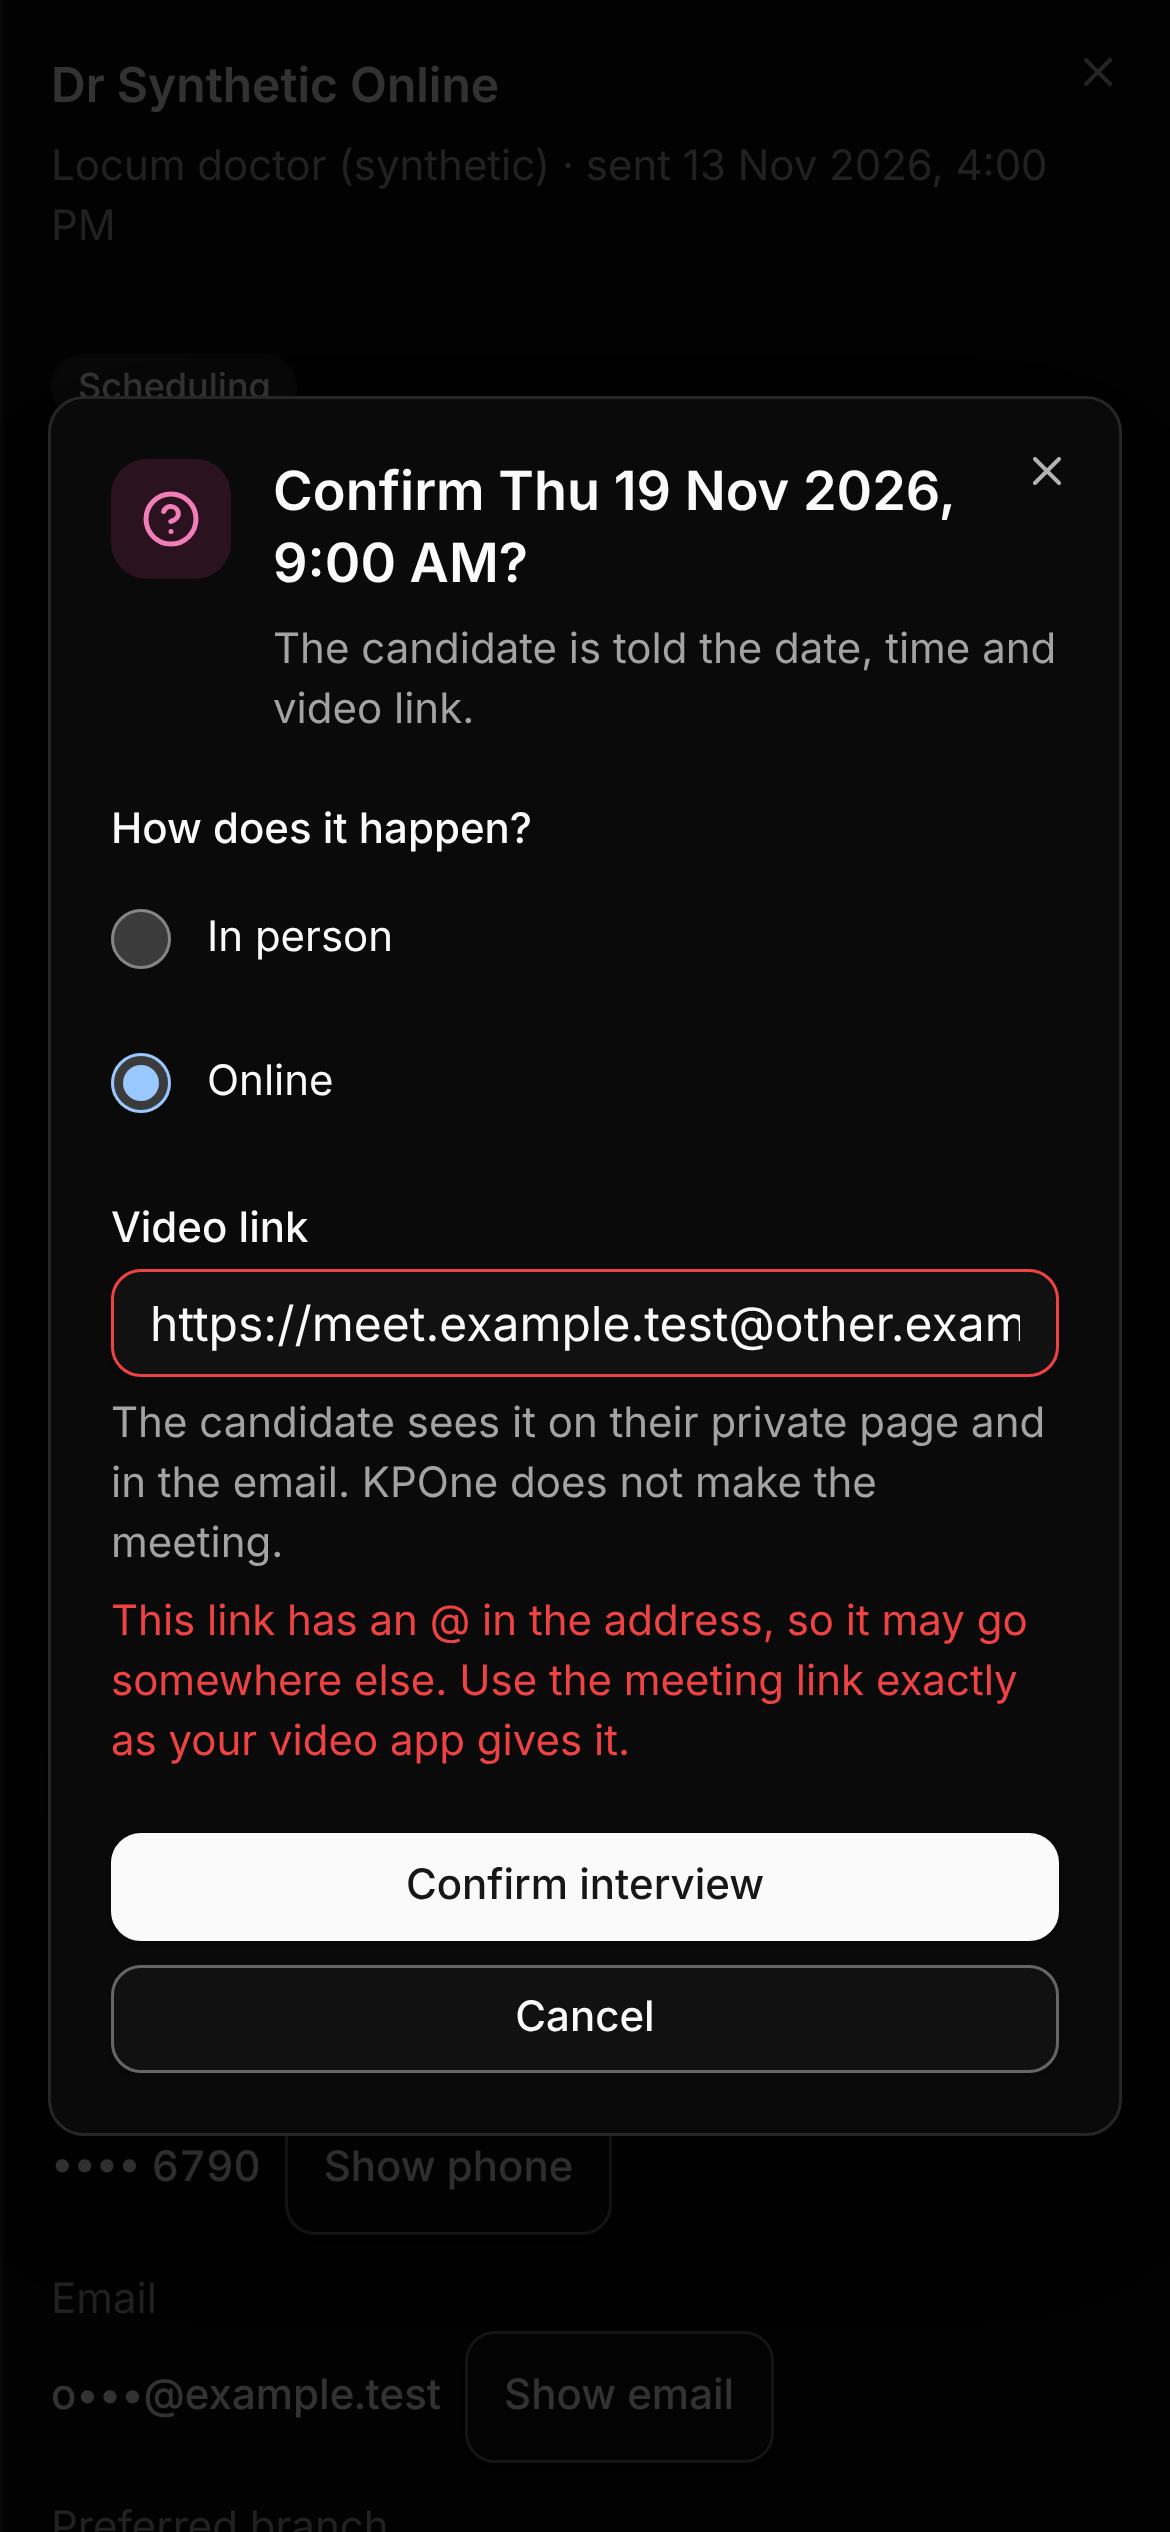 Dr Synthetic Online
Locum doctor (synthetic) · sent 13 Nov 2026, 4:00
PM
Scheduling
Confirm Thu 19 Nov 2026,
9:00 AM?
The candidate is told the date, time and
video link.
How does it happen?
In person
Online
Video link
https://meet.example.test@other.exam
The candidate sees it on their private page and
in the email. KPOne does not make the
meeting.
This link has an @ in the address, so it may go
somewhere else. Use the meeting link exactly
as your video app gives it.
Confirm interview
Cancel
•••• 6790 Show phone
Email
o•••@example.test Show email
Preferred branch